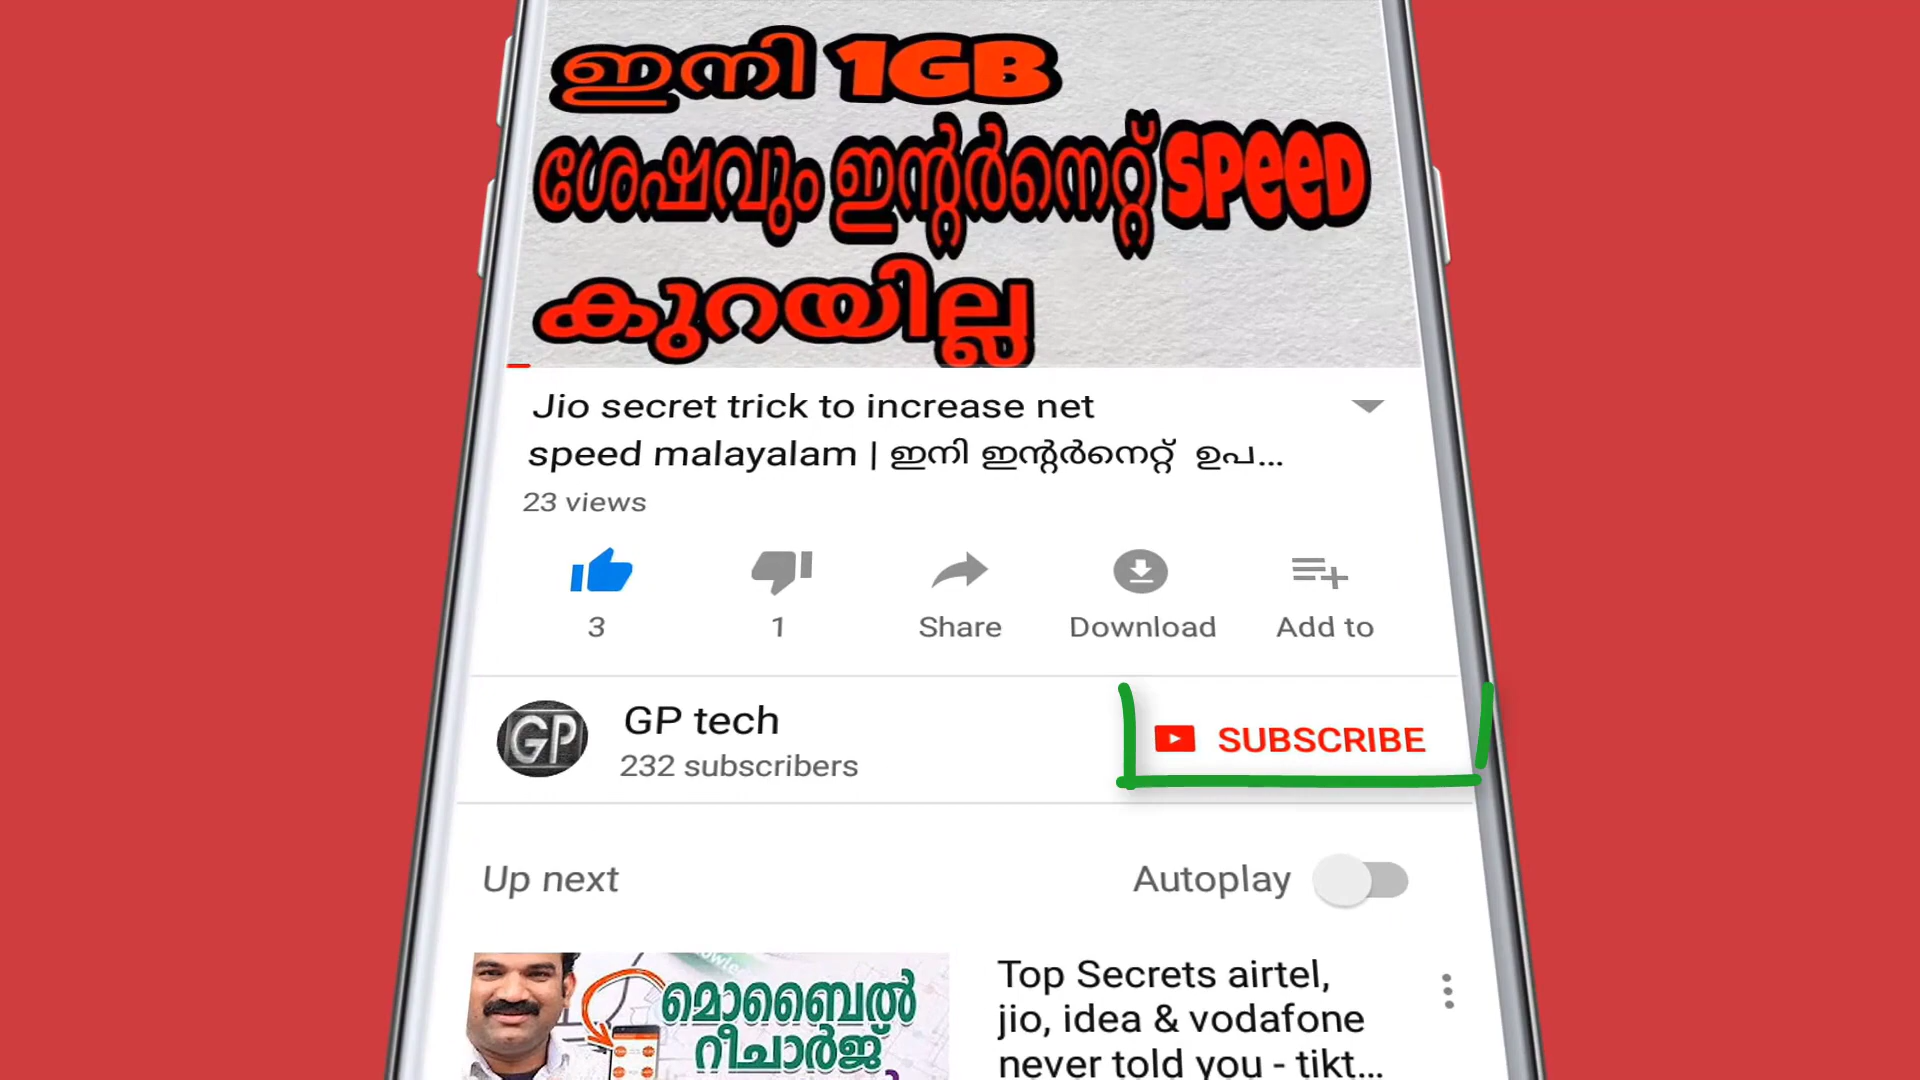 ഇനി 1GB
ശേഷവും ഇന്റർനെറ്റ് SPEED
കുറയില്ല
Jio secret trick to increase net
speed malayalam | ഇനി ഇന്റർനെറ്റ് ഉപ...
23 views
3
1
Share
Download
Add to
GP
GP tech
232 subscribers
SUBSCRIBE
Up next
Autoplay
മൊബൈൽ
റീചാർജ്
Top Secrets airtel,
jio, idea & vodafone
never told you - tikt...